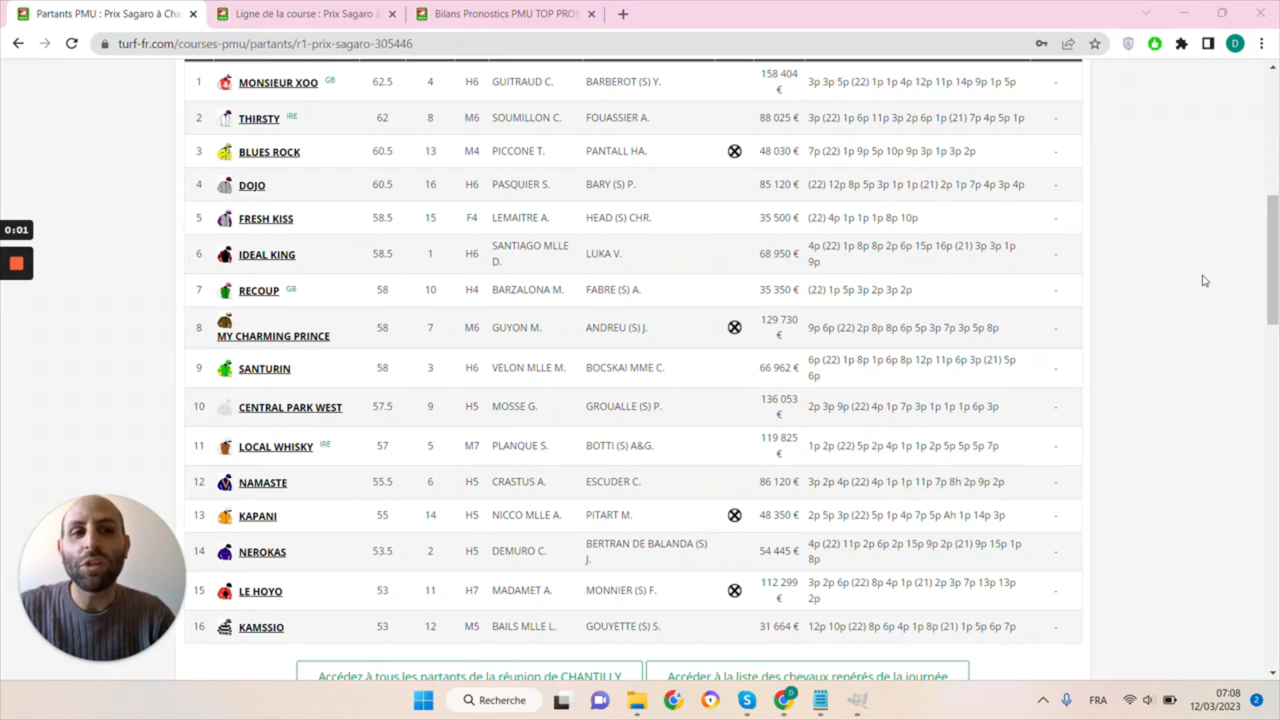 Partants PMU : Prix Sagaro à Cha
Ligne de la course : Prix Sagaro à
Bilans Pronostics PMU TOP PRON
turf-fr.com/courses-pmu/partants/r1-prix-sagaro-305446
D
1 MONSIEUR XOO GB 62.5 4 H6 GUITRAUD C. BARBEROT (S) Y. 158 404 € 3p 3p 5p (22) 1p 1p 4p 12p 11p 14p 9p 1p 5p -
2 THIRSTY IRE 62 8 M6 SOUMILLON C. FOUASSIER A. 88 025 € 3p (22) 1p 6p 11p 3p 2p 6p 1p (21) 7p 4p 5p 1p -
3 BLUES ROCK 60.5 13 M4 PICCONE T. PANTALL HA. 48 030 € 7p (22) 1p 9p 5p 10p 9p 3p 1p 3p 2p -
4 DOJO 60.5 16 H6 PASQUIER S. BARY (S) P. 85 120 € (22) 12p 8p 5p 3p 1p 1p (21) 2p 1p 7p 4p 3p 4p -
5 FRESH KISS 58.5 15 F4 LEMAITRE A. HEAD (S) CHR. 35 500 € (22) 4p 1p 1p 1p 8p 10p -
6 IDEAL KING 58.5 1 H6 SANTIAGO MLLE D. LUKA V. 68 950 € 4p (22) 1p 8p 8p 2p 6p 15p 16p (21) 3p 3p 1p 9p -
7 RECOUP GB 58 10 H4 BARZALONA M. FABRE (S) A. 35 350 € (22) 1p 5p 3p 2p 3p 2p -
8 MY CHARMING PRINCE 58 7 M6 GUYON M. ANDREU (S) J. 129 730 € 9p 6p (22) 2p 8p 8p 6p 5p 3p 7p 3p 5p 8p -
9 SANTURIN 58 3 H6 VELON MLLE M. BOCSKAI MME C. 66 962 € 6p (22) 1p 8p 1p 6p 8p 12p 11p 6p 3p (21) 5p 6p -
10 CENTRAL PARK WEST 57.5 9 H5 MOSSE G. GROUALLE (S) P. 136 053 € 2p 3p 9p (22) 4p 1p 7p 3p 1p 1p 1p 6p 3p -
11 LOCAL WHISKY IRE 57 5 M7 PLANQUE S. BOTTI (S) A&G. 119 825 € 1p 2p (22) 5p 2p 4p 1p 1p 2p 5p 5p 5p 7p -
12 NAMASTE 55.5 6 H5 CRASTUS A. ESCUDER C. 86 120 € 3p 2p 4p (22) 4p 1p 1p 11p 7p 8h 2p 9p 2p -
13 KAPANI 55 14 H5 NICCO MLLE A. PITART M. 48 350 € 2p 5p 3p (22) 5p 1p 4p 7p 5p Ah 1p 14p 3p -
14 NEROKAS 53.5 2 H5 DEMURO C. BERTRAN DE BALANDA (S) J. 54 445 € 4p (22) 11p 2p 6p 2p 15p 9p 2p (21) 9p 15p 1p 8p -
15 LE HOYO 53 11 H7 MADAMET A. MONNIER (S) F. 112 299 € 3p 2p 6p (22) 8p 4p 1p (21) 2p 3p 7p 13p 13p 2p -
16 KAMSSIO 53 12 M5 BAILS MLLE L. GOUYETTE (S) S. 31 664 € 12p 10p (22) 8p 6p 4p 1p 8p (21) 1p 5p 6p 7p -
0:01
Accédez à tous les partants de la réunion de CHANTILLY
Accéder à la liste des chevaux repérés de la journée
Recherche
FRA
07:08
12/03/2023
2